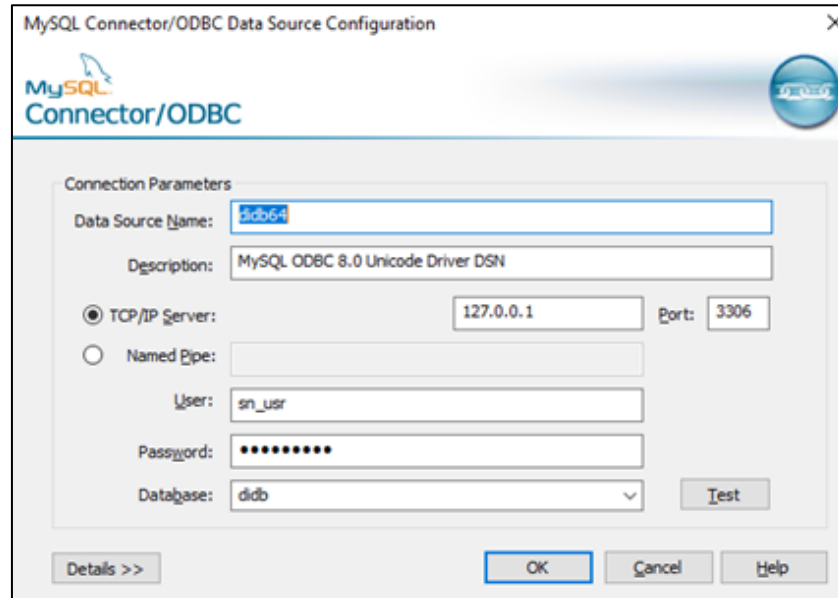 MySQL Connector/ODBC Data Source Configuration
MySQL
Connector/ODBC
Connection Parameters
Data Source Name: didb64
Description: MySQL ODBC 8.0 Unicode Driver DSN
TCP/IP Server: 127.0.0.1 Port: 3306
Named Pipe:
User: sn_usr
Password: •••••••••
Database: didb Test
Details >> OK Cancel Help